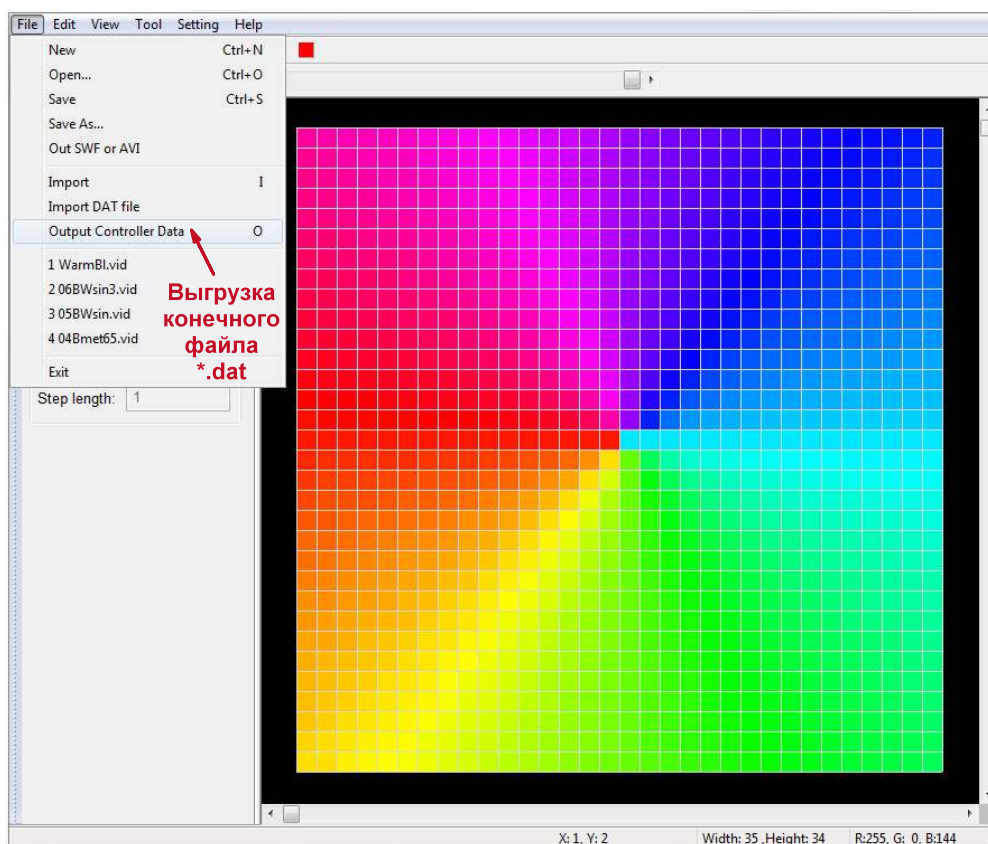 File Edit View Tool Setting Help
New Ctrl+N
Open... Ctrl+O
Save Ctrl+S
Save As...
Out SWF or AVI
Import I
Import DAT file
Output Controller Data O
1 WarmBl.vid
2 06BWsin3.vid
3 05BWsin.vid
4 04Bmet65.vid
Exit
Выгрузка
конечного
файла
*.dat
Step length: 1
X: 1, Y: 2 Width: 35 ,Height: 34 R:255, G: 0, B:144